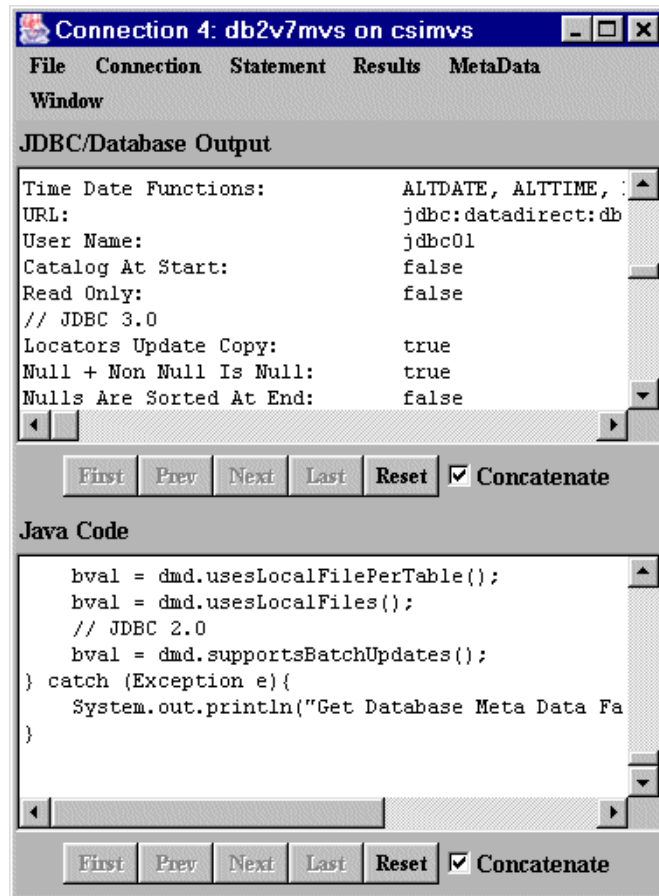 Connection 4: db2v7mvs on csimvs
File Connection Statement Results MetaData
Window
JDBC/Database Output
Time Date Functions: ALTDATE, ALTTIME,
URL: jdbc:datadirect:db
User Name: jdbc01
Catalog At Start: false
Read Only: false
// JDBC 3.0
Locators Update Copy: true
Null + Non Null Is Null: true
Nulls Are Sorted At End: false
First Prev Next Last Reset Concatenate
Java Code
bval = dmd.usesLocalFilePerTable();
bval = dmd.usesLocalFiles();
// JDBC 2.0
bval = dmd.supportsBatchUpdates();
} catch (Exception e){
System.out.println("Get Database Meta Data Fa
}
First Prev Next Last Reset Concatenate